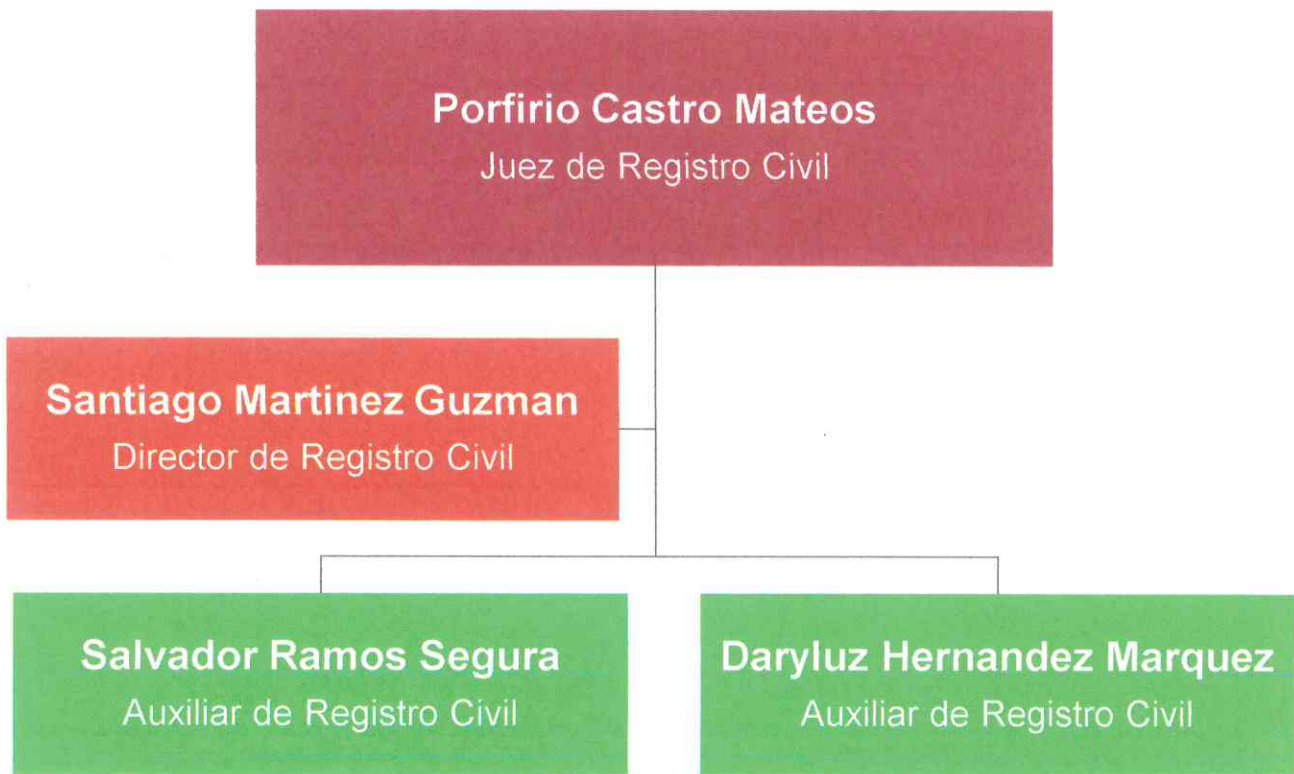 Porfirio Castro Mateos
Juez de Registro Civil
Santiago Martinez Guzman
Director de Registro Civil
Salvador Ramos Segura
Auxiliar de Registro Civil
Daryluz Hernandez Marquez
Auxiliar de Registro Civil